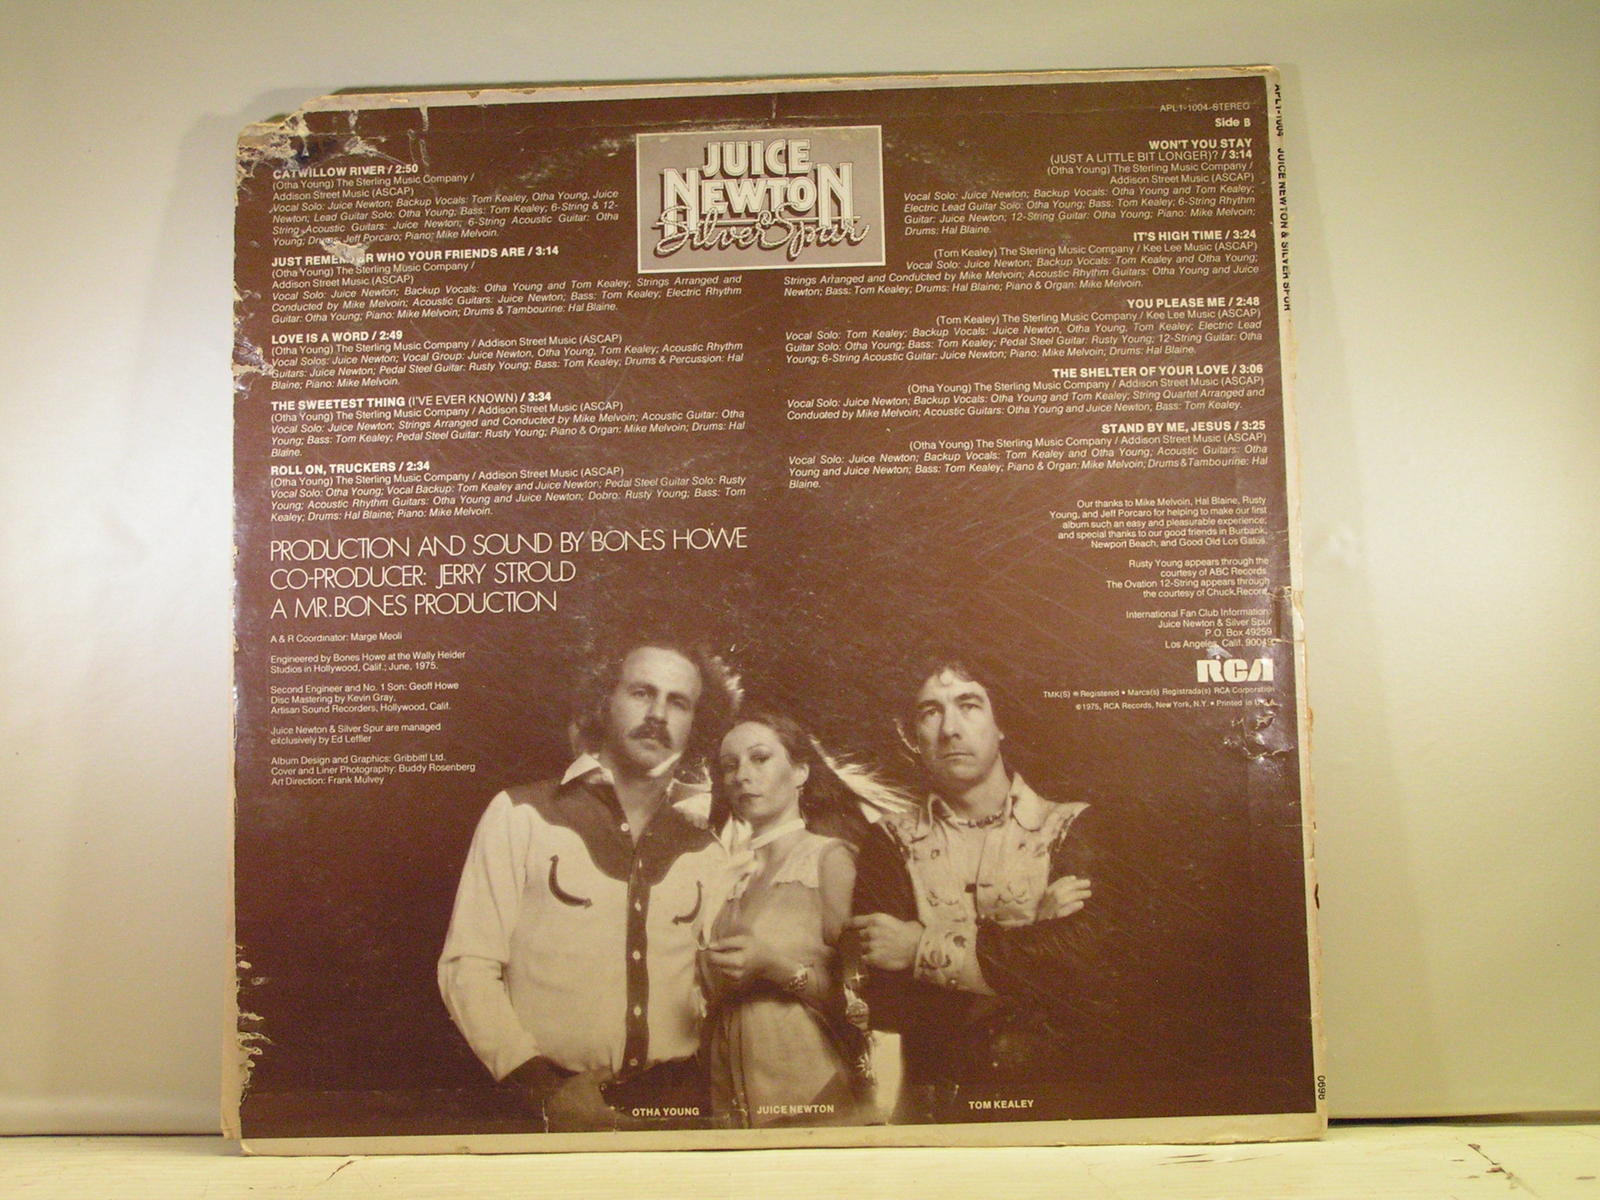 APL1-1004-STEREO
Side B
JUICE
NEWTON
&
Silver Spur
CATWILLOW RIVER / 2:50
(Otha Young) The Sterling Music Company /
Addison Street Music (ASCAP)
Vocal Solo: Juice Newton; Backup Vocals: Tom Kealey, Otha Young, Juice
Newton; Lead Guitar Solo: Otha Young; Bass: Tom Kealey; 6-String & 12-
String Acoustic Guitars: Juice Newton; 6-String Acoustic Guitar: Otha
Young; Drums: Jeff Porcaro; Piano: Mike Melvoin.
JUST REMEMBER WHO YOUR FRIENDS ARE / 3:14
(Otha Young) The Sterling Music Company /
Addison Street Music (ASCAP)
Vocal Solo: Juice Newton; Backup Vocals: Otha Young and Tom Kealey; Strings Arranged and
Conducted by Mike Melvoin; Acoustic Guitars: Juice Newton; Bass: Tom Kealey; Electric Rhythm
Guitar: Otha Young; Piano: Mike Melvoin; Drums & Tambourine: Hal Blaine.
LOVE IS A WORD / 2:49
(Otha Young) The Sterling Music Company / Addison Street Music (ASCAP)
Vocal Solos: Juice Newton; Vocal Group: Juice Newton, Otha Young, Tom Kealey; Acoustic Rhythm
Guitars: Juice Newton; Pedal Steel Guitar: Rusty Young; Bass: Tom Kealey; Drums & Percussion: Hal
Blaine; Piano: Mike Melvoin.
THE SWEETEST THING (I'VE EVER KNOWN) / 3:34
(Otha Young) The Sterling Music Company / Addison Street Music (ASCAP)
Vocal Solo: Juice Newton; Strings Arranged and Conducted by Mike Melvoin; Acoustic Guitar: Otha
Young; Bass: Tom Kealey; Pedal Steel Guitar: Rusty Young; Piano & Organ: Mike Melvoin; Drums: Hal
Blaine.
ROLL ON, TRUCKERS / 2:34
(Otha Young) The Sterling Music Company / Addison Street Music (ASCAP)
Vocal Solo: Otha Young; Vocal Backup: Tom Kealey and Juice Newton; Pedal Steel Guitar Solo: Rusty
Young; Acoustic Rhythm Guitars: Otha Young and Juice Newton; Dobro: Rusty Young; Bass: Tom
Kealey; Drums: Hal Blaine; Piano: Mike Melvoin.
PRODUCTION AND SOUND BY BONES HOWE
CO-PRODUCER: JERRY STROUD
A MR. BONES PRODUCTION
A & R Coordinator: Marge Meoli
Engineered by Bones Howe at the Wally Heider
Studios in Hollywood, Calif.; June, 1975.
Second Engineer and No. 1 Son: Geoff Howe
Disc Mastering by Kevin Gray,
Artisan Sound Recorders, Hollywood, Calif.
Juice Newton & Silver Spur are managed
exclusively by Ed Leffler
Album Design and Graphics: Gribbitt! Ltd.
Cover and Liner Photography: Buddy Rosenberg
Art Direction: Frank Mulvey
WON'T YOU STAY
(JUST A LITTLE BIT LONGER)? / 3:14
(Otha Young) The Sterling Music Company /
Addison Street Music (ASCAP)
Vocal Solo: Juice Newton; Backup Vocals: Otha Young and Tom Kealey;
Electric Lead Guitar Solo: Otha Young; Bass: Tom Kealey; 6-String Rhythm
Guitar: Juice Newton; 12-String Guitar: Otha Young; Piano: Mike Melvoin;
Drums: Hal Blaine.
IT'S HIGH TIME / 3:24
(Tom Kealey) The Sterling Music Company / Kee Lee Music (ASCAP)
Vocal Solo: Juice Newton; Backup Vocals: Tom Kealey and Otha Young;
Strings Arranged and Conducted by Mike Melvoin; Acoustic Rhythm Guitars: Otha Young and Juice
Newton; Bass: Tom Kealey; Drums: Hal Blaine; Piano & Organ: Mike Melvoin.
YOU PLEASE ME / 2:48
(Tom Kealey) The Sterling Music Company / Kee Lee Music (ASCAP)
Vocal Solo: Tom Kealey; Backup Vocals: Juice Newton, Otha Young, Tom Kealey; Electric Lead
Guitar Solo: Otha Young; Bass: Tom Kealey; Pedal Steel Guitar: Rusty Young; 12-String Guitar: Otha
Young; 6-String Acoustic Guitar: Juice Newton; Piano: Mike Melvoin; Drums: Hal Blaine.
THE SHELTER OF YOUR LOVE / 3:06
(Otha Young) The Sterling Music Company / Addison Street Music (ASCAP)
Vocal Solo: Juice Newton; Backup Vocals: Otha Young and Tom Kealey; String Quartet Arranged and
Conducted by Mike Melvoin; Acoustic Guitars: Otha Young and Juice Newton; Bass: Tom Kealey.
STAND BY ME, JESUS / 3:25
(Otha Young) The Sterling Music Company / Addison Street Music (ASCAP)
Vocal Solo: Juice Newton; Backup Vocals: Tom Kealey and Otha Young; Acoustic Guitars: Otha
Young and Juice Newton; Bass: Tom Kealey; Piano & Organ: Mike Melvoin; Drums & Tambourine: Hal
Blaine.
Our thanks to Mike Melvoin, Hal Blaine, Rusty
Young, and Jeff Porcaro for helping to make our first
album such an easy and pleasurable experience;
and special thanks to our good friends in Burbank,
Newport Beach, and Good Old Los Gatos.
Rusty Young appears through the
courtesy of ABC Records.
The Ovation 12-String appears through
the courtesy of Chuck Record.
International Fan Club Information:
Juice Newton & Silver Spur
P.O. Box 49259
Los Angeles, Calif. 90049
RCA
TMK(S) ® Registered • Marca(s) Registrada(s) RCA Corporation
© 1975, RCA Records, New York, N.Y. • Printed in U.S.A.
OTHA YOUNG
JUICE NEWTON
TOM KEALEY
APL1-1004 JUICE NEWTON & SILVER SPUR
0698